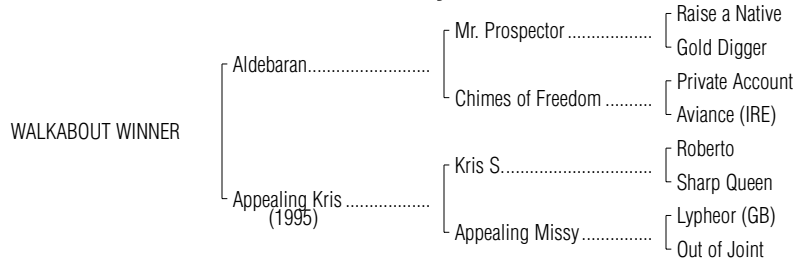 Raise a Native
Mr. Prospector ..................
Gold Digger
Aldebaran..........................
Private Account
Chimes of Freedom ..........
Aviance (IRE)
WALKABOUT WINNER
Roberto
Kris S................................
Sharp Queen
Appealing Kris ..................
(1995)
Lypheor (GB)
Appealing Missy...............
Out of Joint